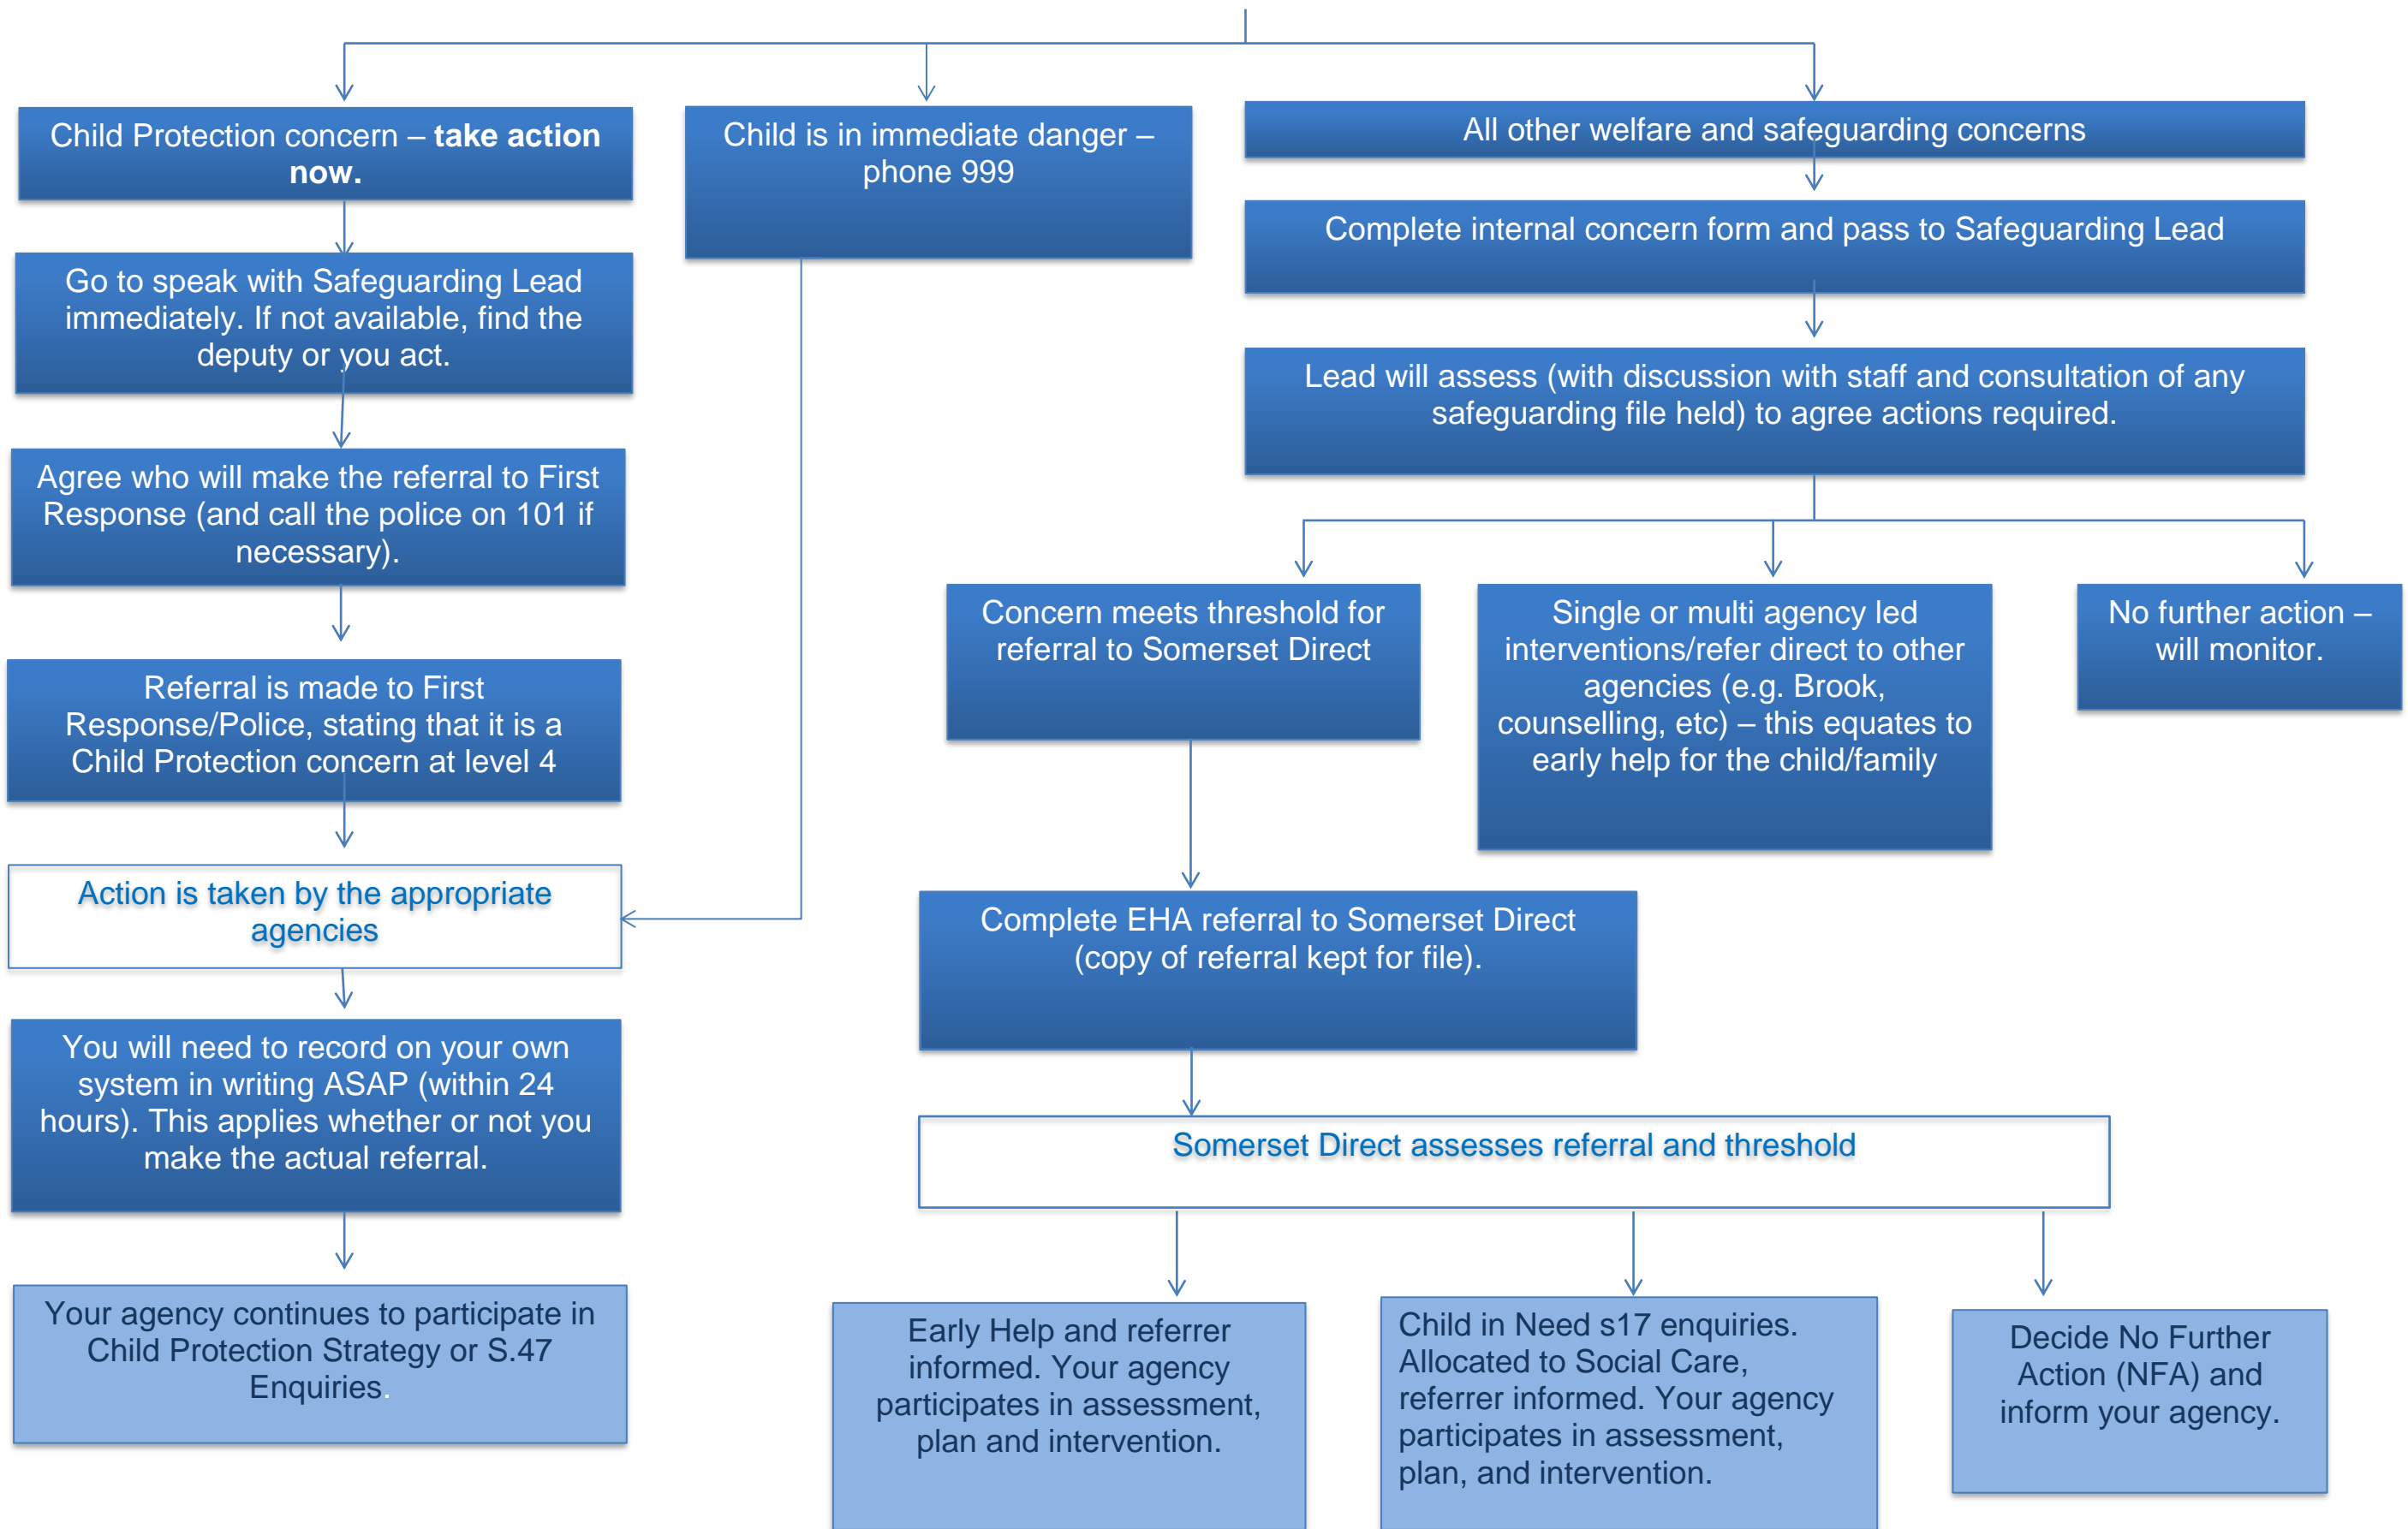 Child Protection concern – take action
now.
Go to speak with Safeguarding Lead
immediately. If not available, find the
deputy or you act.
Agree who will make the referral to First
Response (and call the police on 101 if
necessary).
Referral is made to First
Response/Police, stating that it is a
Child Protection concern at level 4
Action is taken by the appropriate
agencies
You will need to record on your own
system in writing ASAP (within 24
hours). This applies whether or not you
make the actual referral.
Your agency continues to participate in
Child Protection Strategy or S.47
Enquiries.
Child is in immediate danger –
phone 999
All other welfare and safeguarding concerns
Complete internal concern form and pass to Safeguarding Lead
Lead will assess (with discussion with staff and consultation of any
safeguarding file held) to agree actions required.
Concern meets threshold for
referral to Somerset Direct
Single or multi agency led
interventions/refer direct to other
agencies (e.g. Brook,
counselling, etc) – this equates to
early help for the child/family
No further action –
will monitor.
Complete EHA referral to Somerset Direct
(copy of referral kept for file).
Somerset Direct assesses referral and threshold
Early Help and referrer
informed. Your agency
participates in assessment,
plan and intervention.
Child in Need s17 enquiries.
Allocated to Social Care,
referrer informed. Your agency
participates in assessment,
plan, and intervention.
Decide No Further
Action (NFA) and
inform your agency.